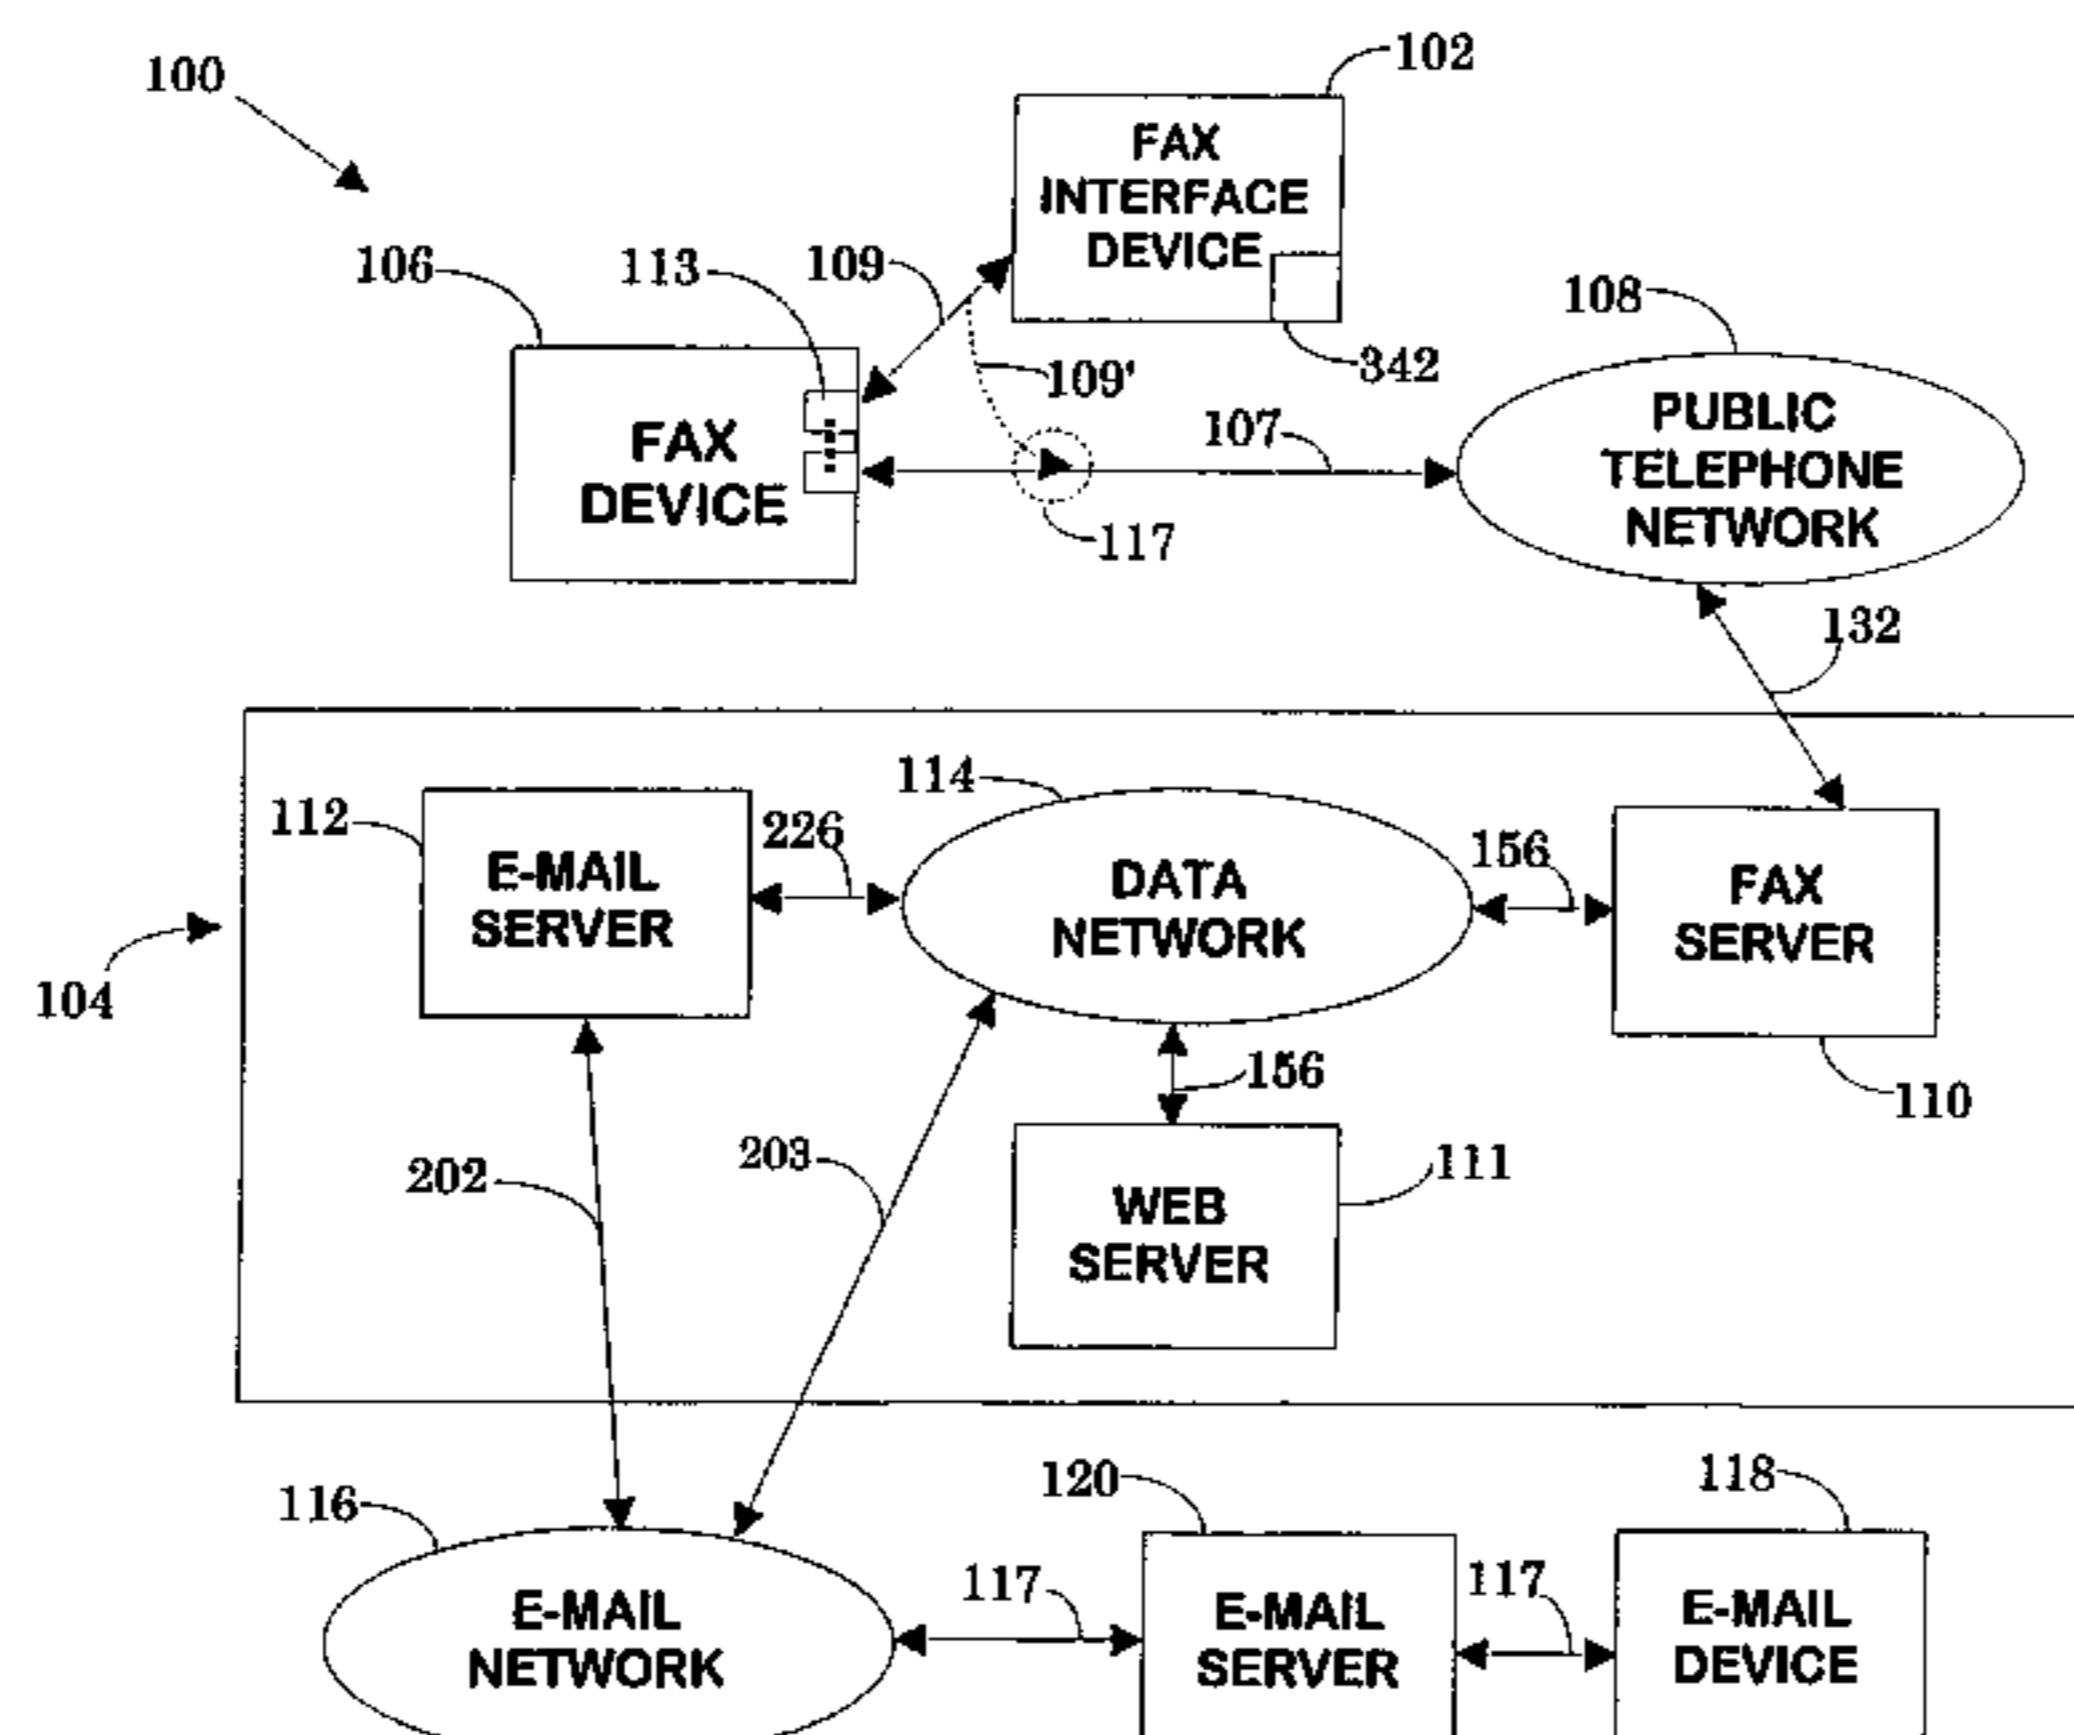 100
102
FAX
INTERFACE
DEVICE
106
113
109
108
342
109'
PUBLIC
TELEPHONE
NETWORK
107
FAX
DEVICE
117
132
114
112
226
E-MAIL
SERVER
DATA
NETWORK
156
FAX
SERVER
104
156
110
202
203
111
WEB
SERVER
116
120
118
E-MAIL
NETWORK
117
E-MAIL
SERVER
117
E-MAIL
DEVICE